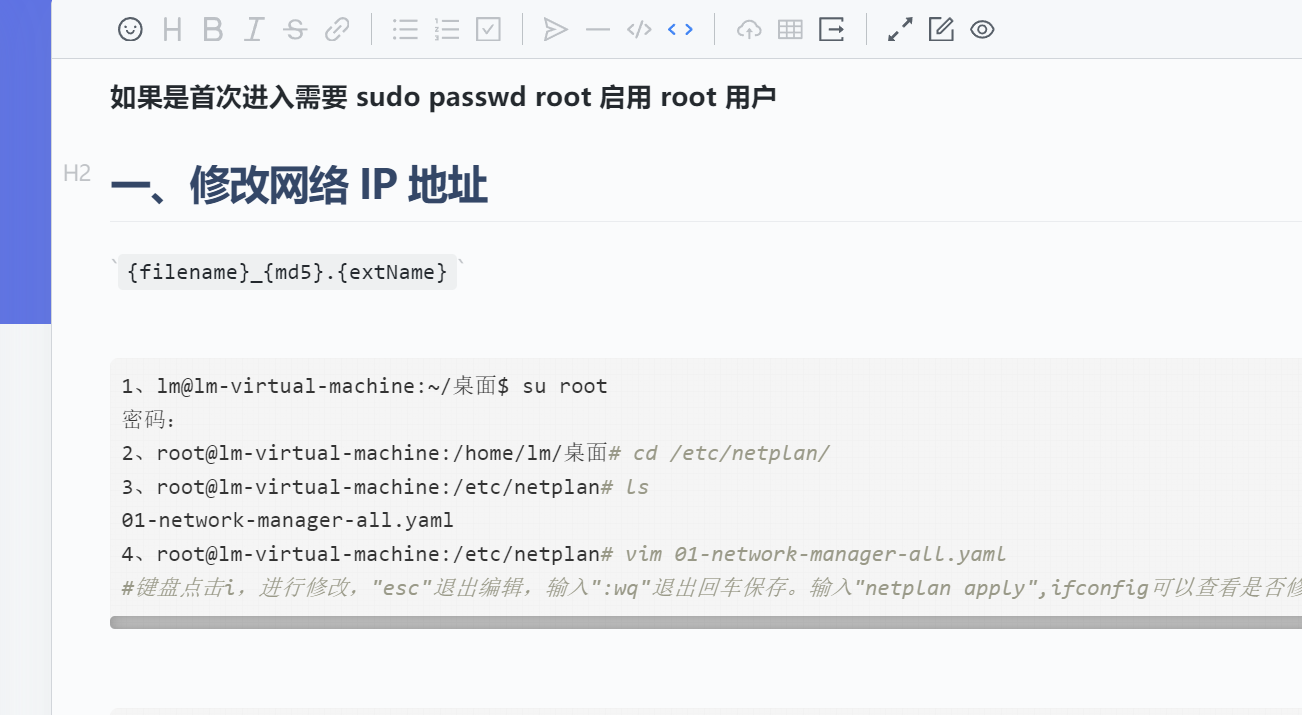 如果是首次进入需要 sudo passwd root 启用 root 用户
H2 一、修改网络 IP 地址
`{filename}_{md5}.{extName}`
1、lm@lm-virtual-machine:~/桌面$ su root
密码:
2、root@lm-virtual-machine:/home/lm/桌面# cd /etc/netplan/
3、root@lm-virtual-machine:/etc/netplan# ls
01-network-manager-all.yaml
4、root@lm-virtual-machine:/etc/netplan# vim 01-network-manager-all.yaml
#键盘点击i，进行修改，"esc"退出编辑，输入":wq"退出回车保存。输入"netplan apply",ifconfig可以查看是否修